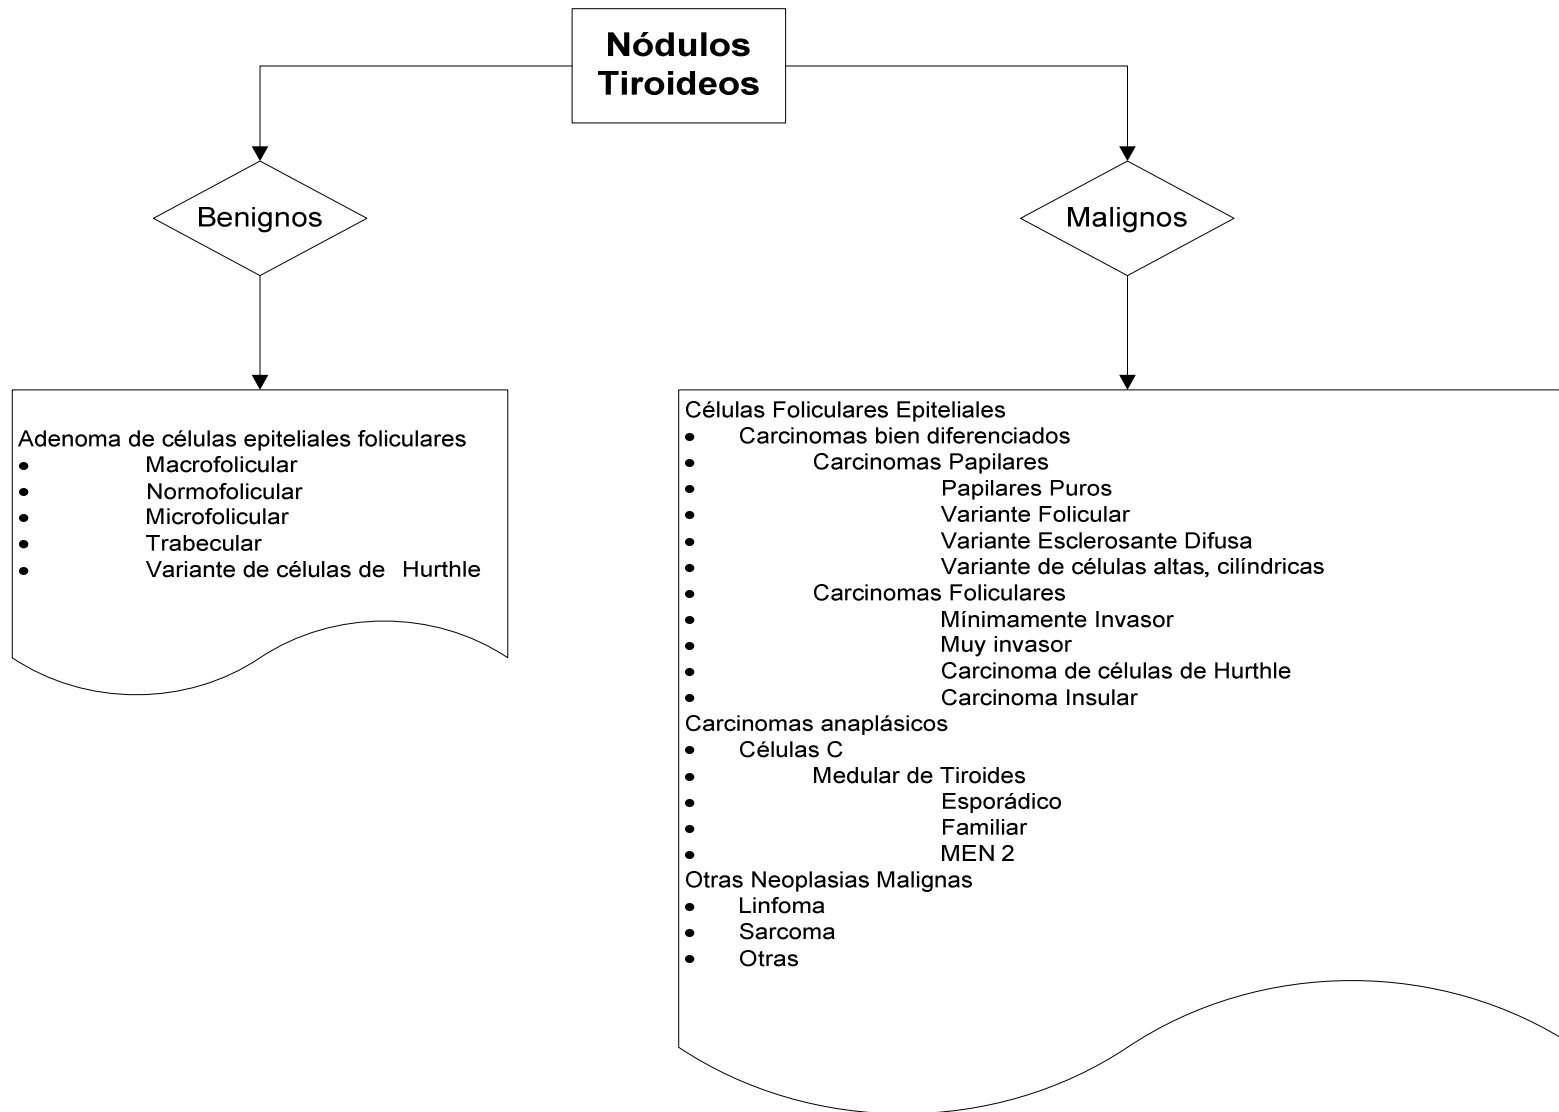 Nódulos
Tiroideos
Benignos
Malignos
Adenoma de células epiteliales foliculares
• Macrofolicular
• Normofolicular
• Microfolicular
• Trabecular
• Variante de células de Hurthle
Células Foliculares Epiteliales
• Carcinomas bien diferenciados
• Carcinomas Papilares
• Papilares Puros
• Variante Folicular
• Variante Esclerosante Difusa
• Variante de células altas, cilíndricas
• Carcinomas Foliculares
• Mínimamente Invasor
• Muy invasor
• Carcinoma de células de Hurthle
• Carcinoma Insular
Carcinomas anaplásicos
• Células C
• Medular de Tiroides
• Esporádico
• Familiar
• MEN 2
Otras Neoplasias Malignas
• Linfoma
• Sarcoma
• Otras